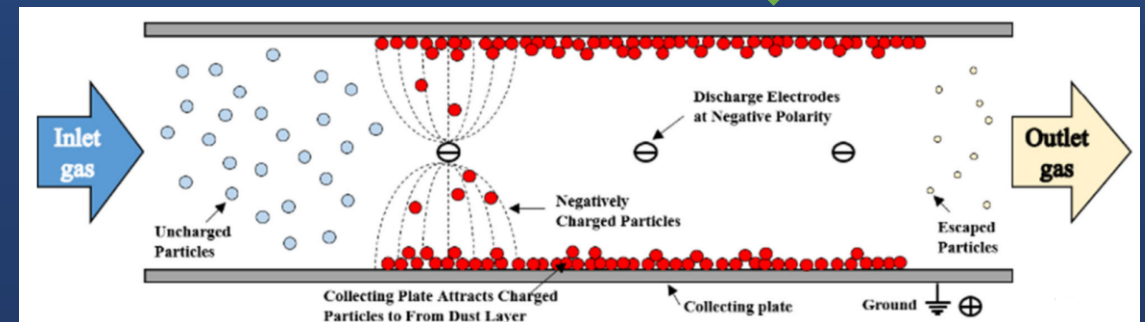 Inlet
gas
Uncharged
Particles
Discharge Electrodes
at Negative Polarity
Negatively
Charged Particles
Collecting Plate Attracts Charged
Particles to From Dust Layer
Collecting plate
Escaped
Particles
Ground
Outlet
gas